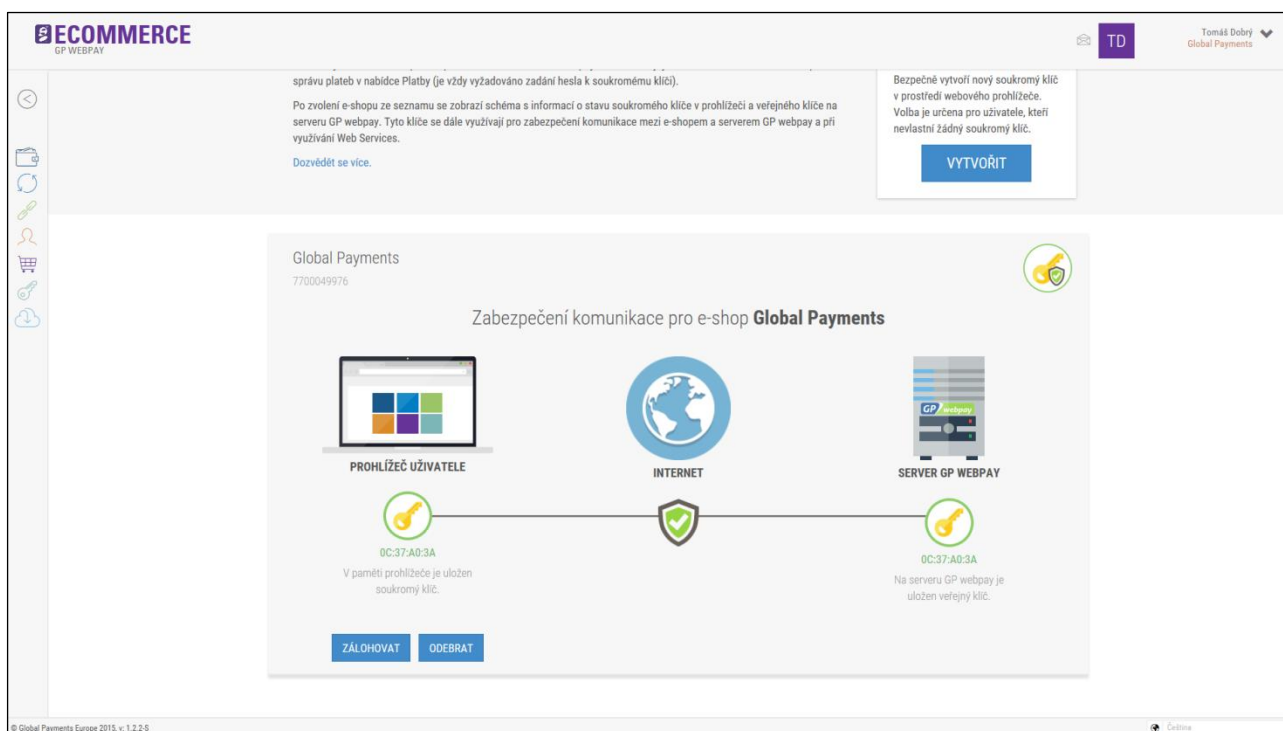 ECOMMERCE
GP WEBPAY
TD
Tomáš Dobrý
Global Payments
správu plateb v nabídce Platby (je vždy vyžadováno zadání hesla k soukromému klíči).
Po zvolení e-shopu ze seznamu se zobrazí schéma s informací o stavu soukromého klíče v prohlížeči a veřejného klíče na
serveru GP webpay. Tyto klíče se dále využívají pro zabezpečení komunikace mezi e-shopem a serverem GP webpay a při
využívání Web Services.
Dozvědět se více.
Bezpečně vytvoří nový soukromý klíč
v prostředí webového prohlížeče.
Volba je určena pro uživatele, kteří
nevlastní žádný soukromý klíč.
VYTVOŘIT
Global Payments
7700049976
Zabezpečení komunikace pro e-shop Global Payments
GP webpay
PROHLÍŽEČ UŽIVATELE
INTERNET
SERVER GP WEBPAY
0C:37:A0:3A
V paměti prohlížeče je uložen
soukromý klíč.
0C:37:A0:3A
Na serveru GP webpay je
uložen veřejný klíč.
ZÁLOHOVAT
ODEBRAT
© Global Payments Europe 2015, v: 1.2.2-S
Čeština